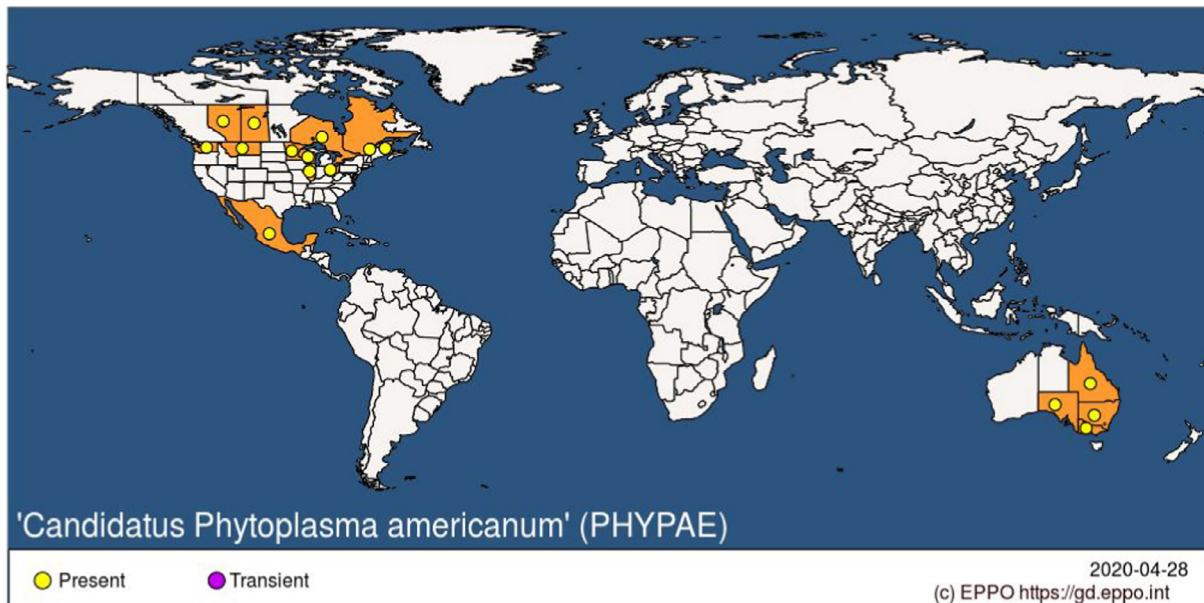 'Candidatus Phytoplasma americanum' (PHYPAE)
Present
Transient
2020-04-28
(c) EPPO https://gd.eppo.int